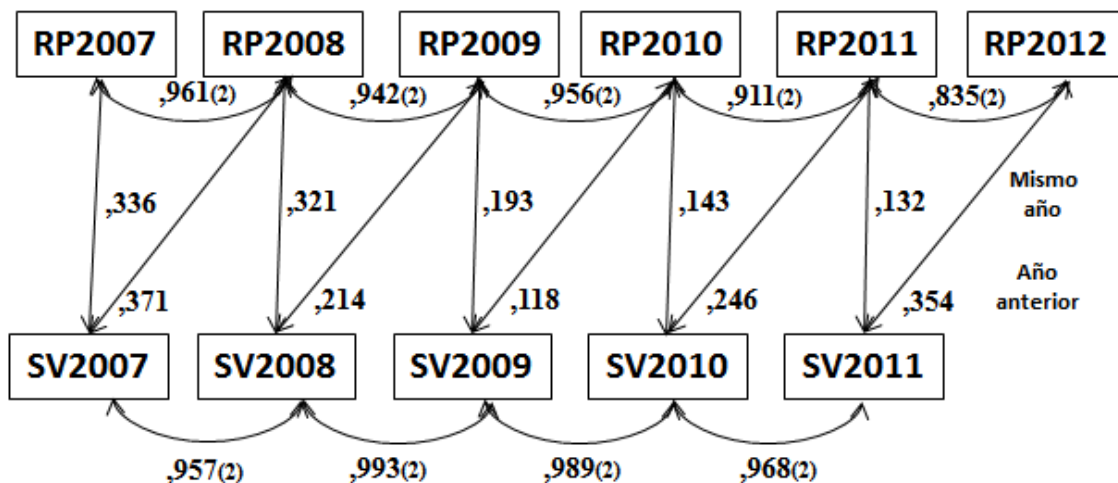 RP2007 RP2008 RP2009 RP2010 RP2011 RP2012
,961(2) ,942(2) ,956(2) ,911(2) ,835(2)
,336 ,321 ,193 ,143 ,132 Mismo
año
,371 ,214 ,118 ,246 ,354 Año
anterior
SV2007 SV2008 SV2009 SV2010 SV2011
,957(2) ,993(2) ,989(2) ,968(2)